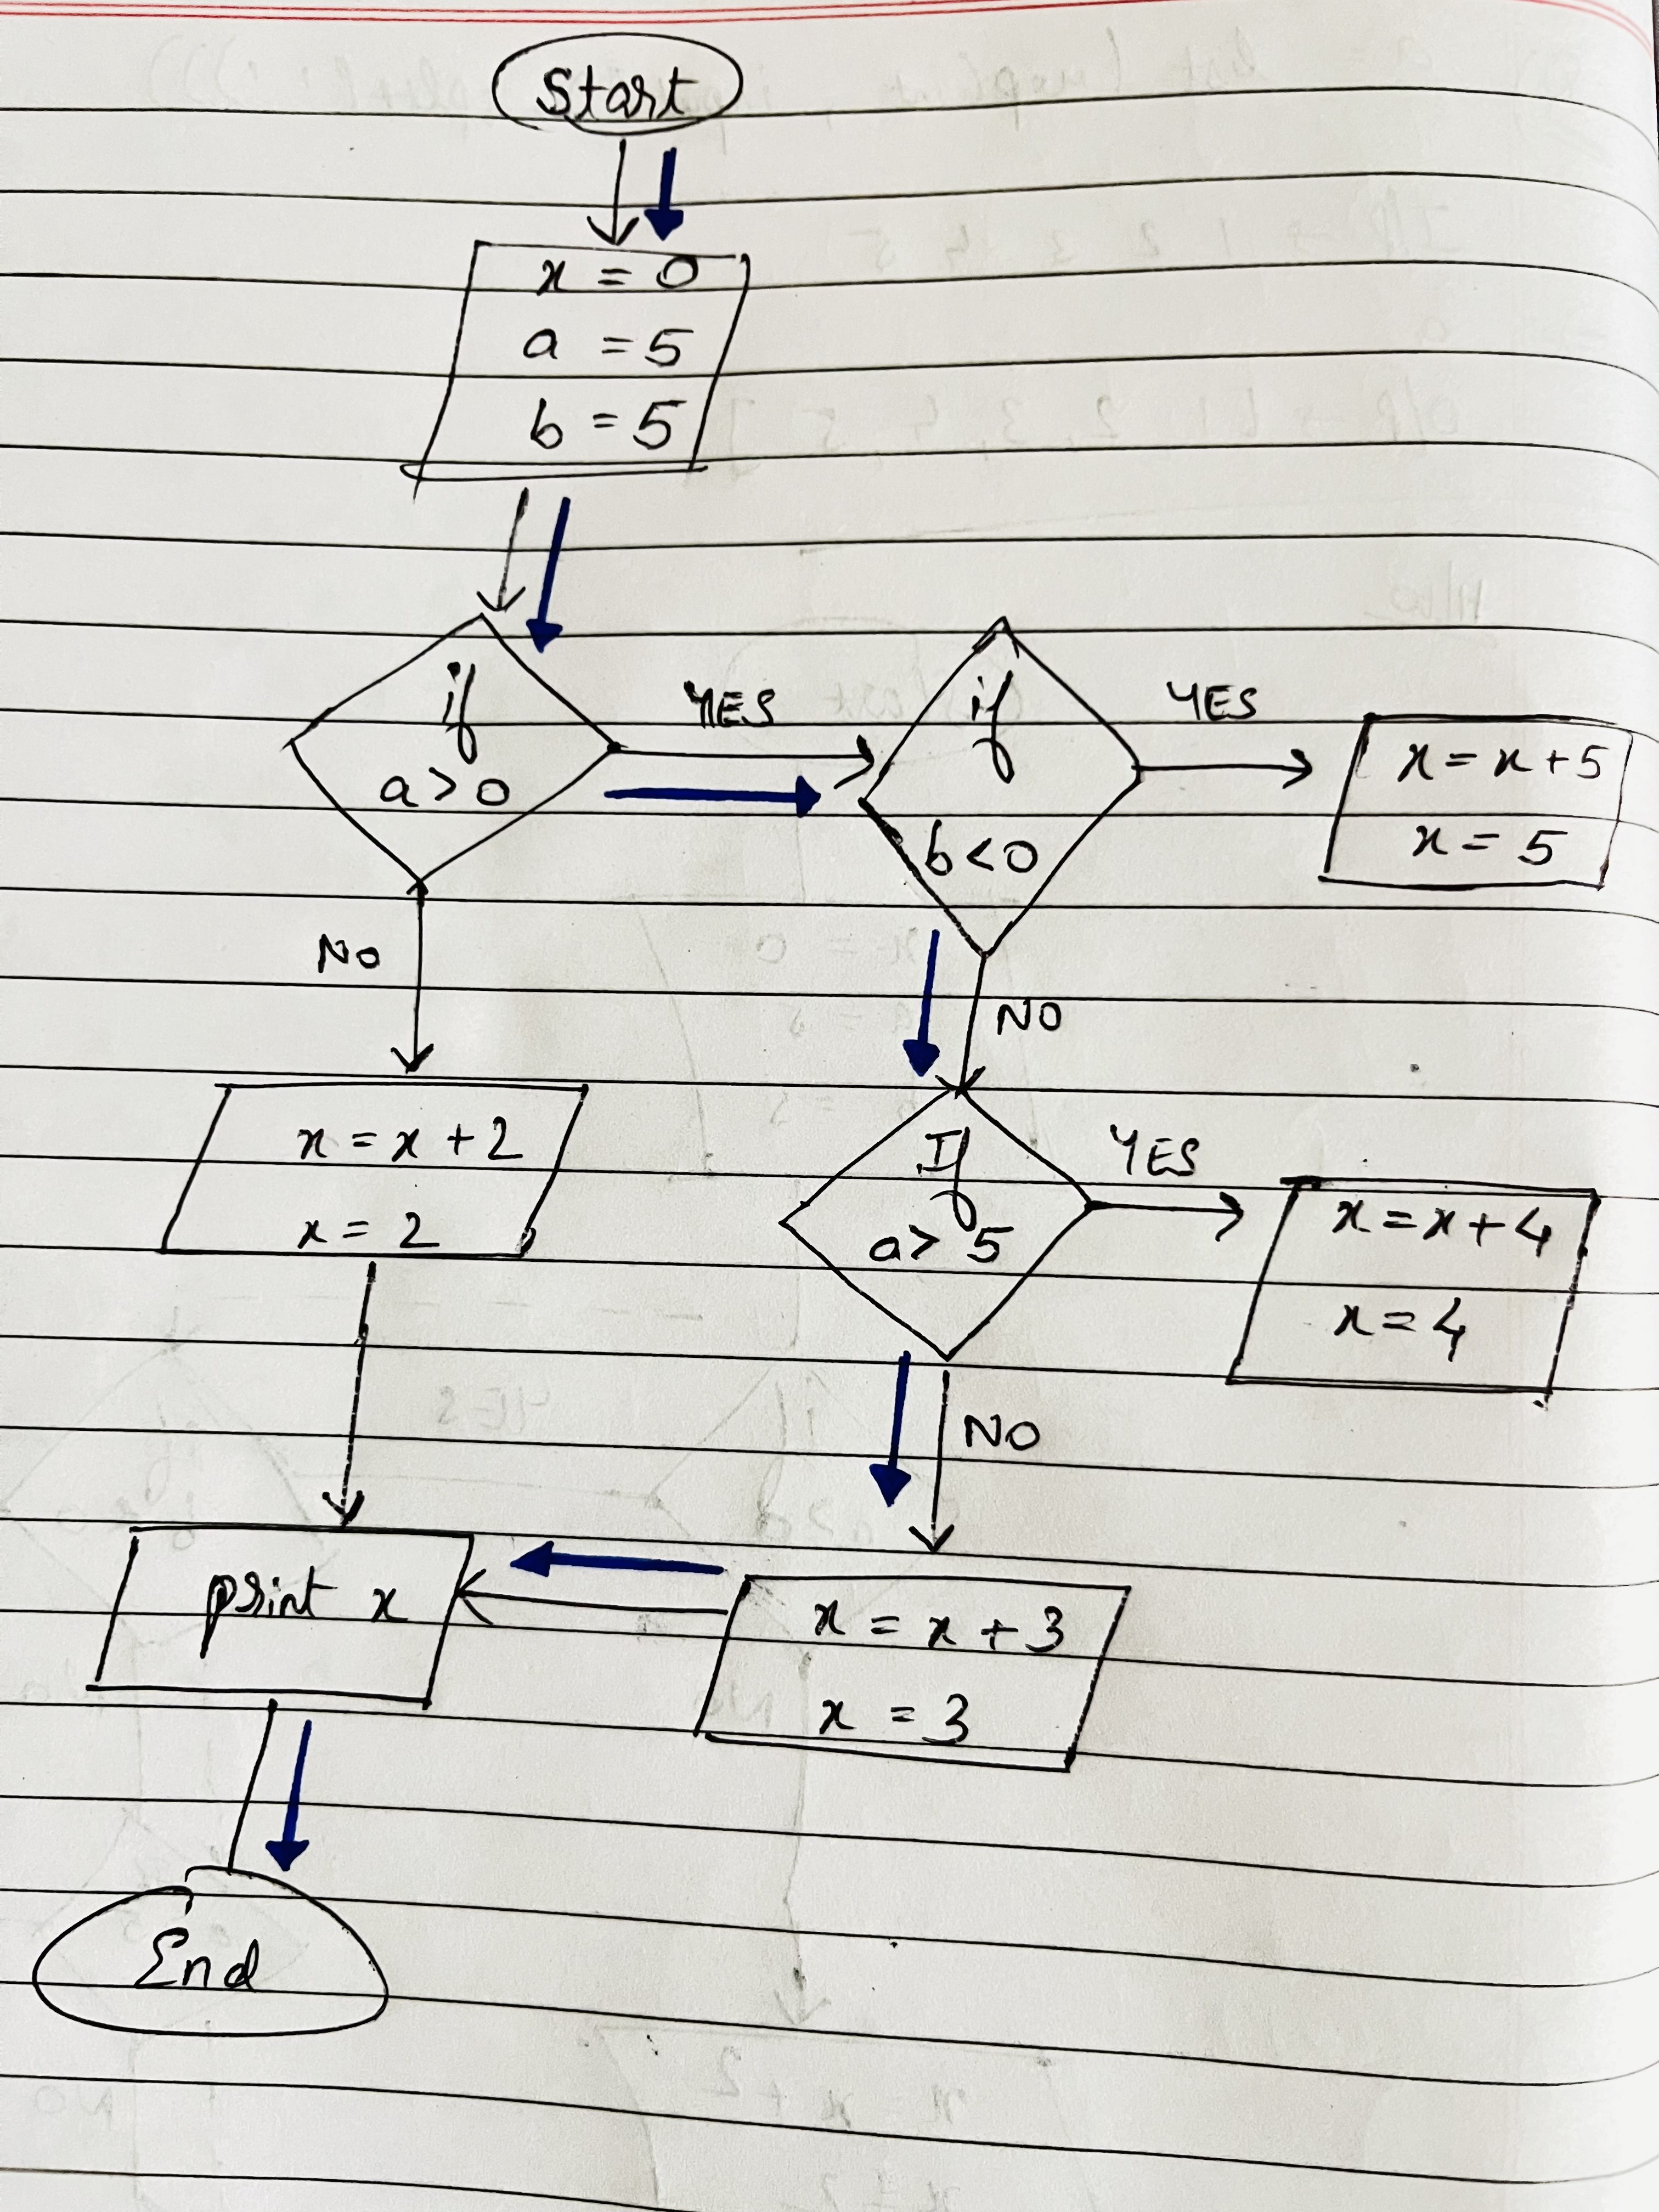 Start
x = 0
a = 5
b = 5
if
a > 0
YES
if
b < 0
YES
x = x + 5
x = 5
NO
NO
x = x + 2
x = 2
If
a > 5
YES
x = x + 4
x = 4
NO
print x
x = x + 3
x = 3
End